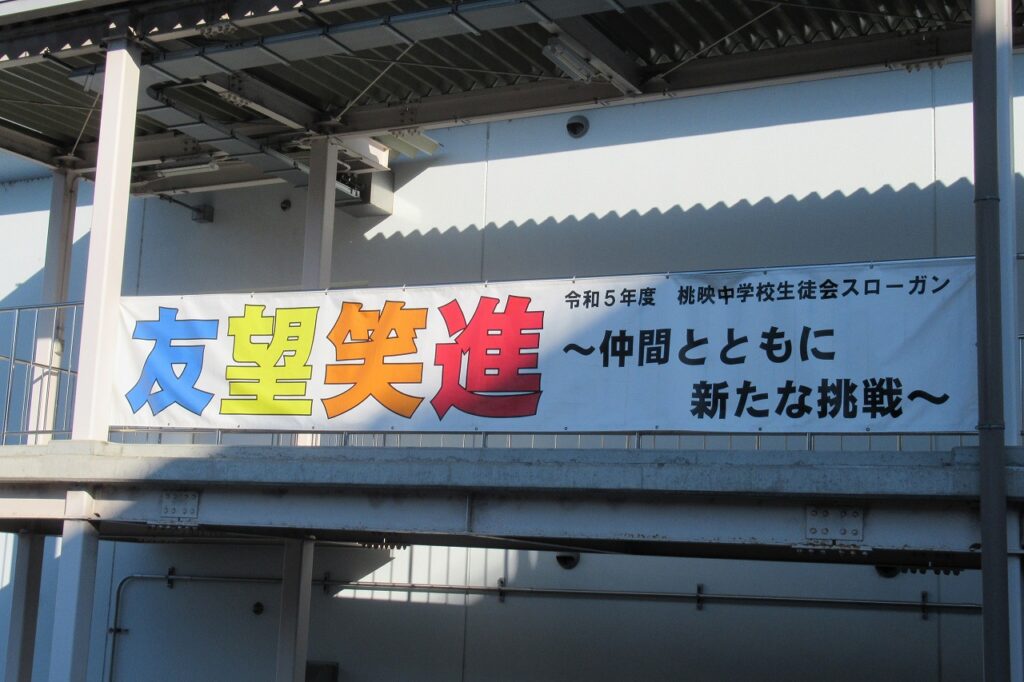 友望笑進
令和5年度 桃映中学校生徒会スローガン
～仲間とともに
新たな挑戦～